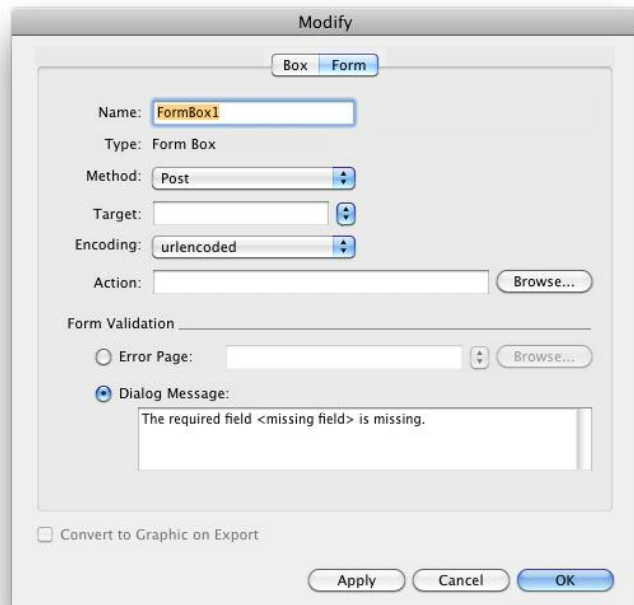 Modify
Box Form
Name: FormBox1
Type: Form Box
Method: Post
Target:
Encoding: urlencoded
Action: Browse...
Form Validation
Error Page: Browse...
Dialog Message:
The required field <missing field> is missing.
Convert to Graphic on Export
Apply Cancel OK